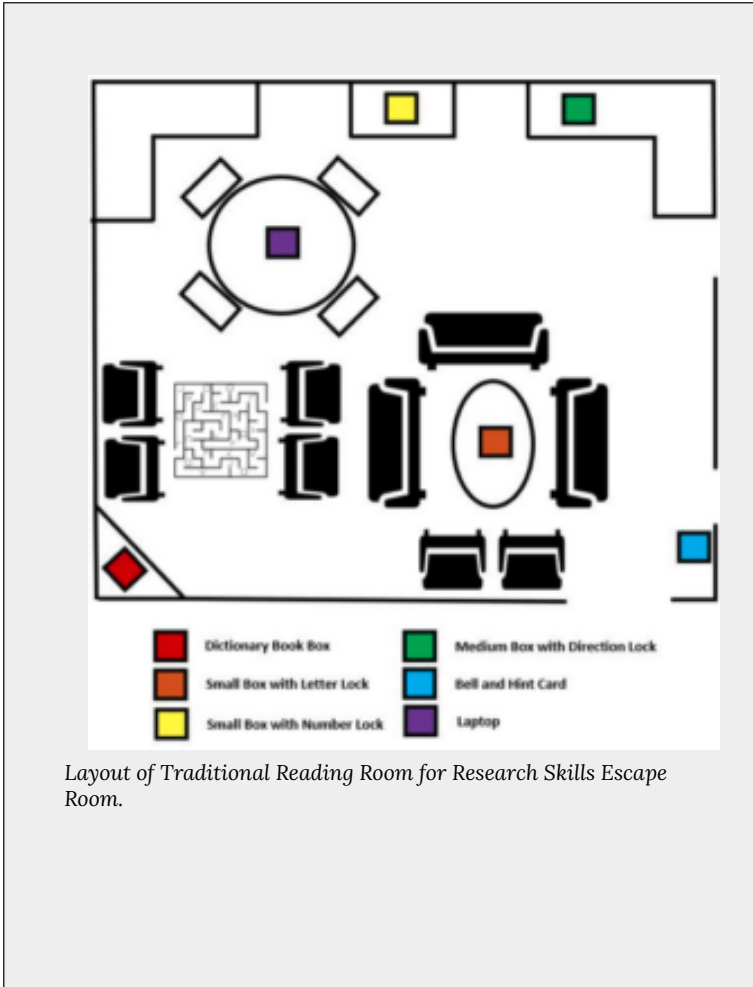 Dictionary Book Box
Medium Box with Direction Lock
Small Box with Letter Lock
Bell and Hint Card
Small Box with Number Lock
Laptop
Layout of Traditional Reading Room for Research Skills Escape
Room.